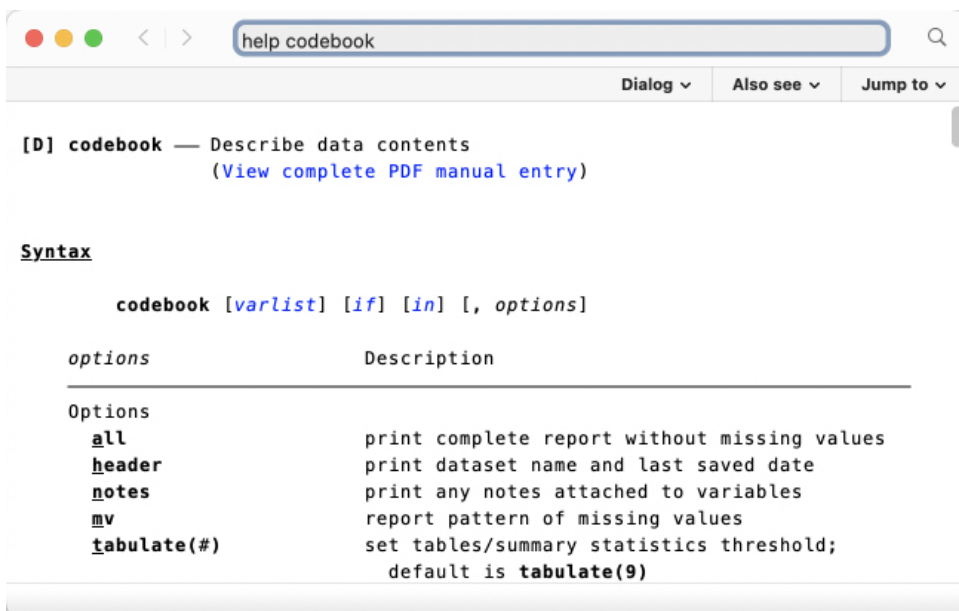 help codebook
Dialog Also see Jump to
[D] codebook — Describe data contents
(View complete PDF manual entry)
Syntax
codebook [varlist] [if] [in] [, options]
options Description
Options
all print complete report without missing values
header print dataset name and last saved date
notes print any notes attached to variables
mv report pattern of missing values
tabulate(#) set tables/summary statistics threshold;
default is tabulate(9)